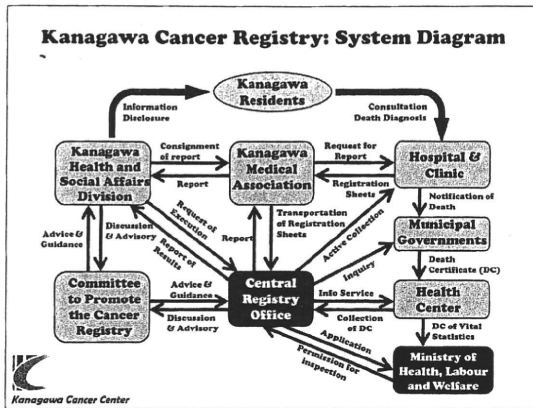 Kanagawa Cancer Registry: System Diagram
Kanagawa
Residents
Information
Disclosure
Consultation
Death Diagnosis
Kanagawa
Health and
Social Affairs
Division
Consignment
of report
Report
Kanagawa
Medical
Association
Request for
Report
Registration
Sheets
Hospital &
Clinic
Notification of
Death
Advice &
Guidance
Discussion
& Advisory
Request of
Execution
Report of
Results
Report
Transportation
of Registration
Sheets
Active Collection
Inquiry
Municipal
Governments
Death
Certificate (DC)
Committee
to Promote
the Cancer
Registry
Advice &
Guidance
Discussion
& Advisory
Central
Registry
Office
Info Service
Collection
of DC
Health
Center
DC of Vital
Statistics
Application
Permission for
inspection
Ministry of
Health, Labour
and Welfare
Kanagawa Cancer Center